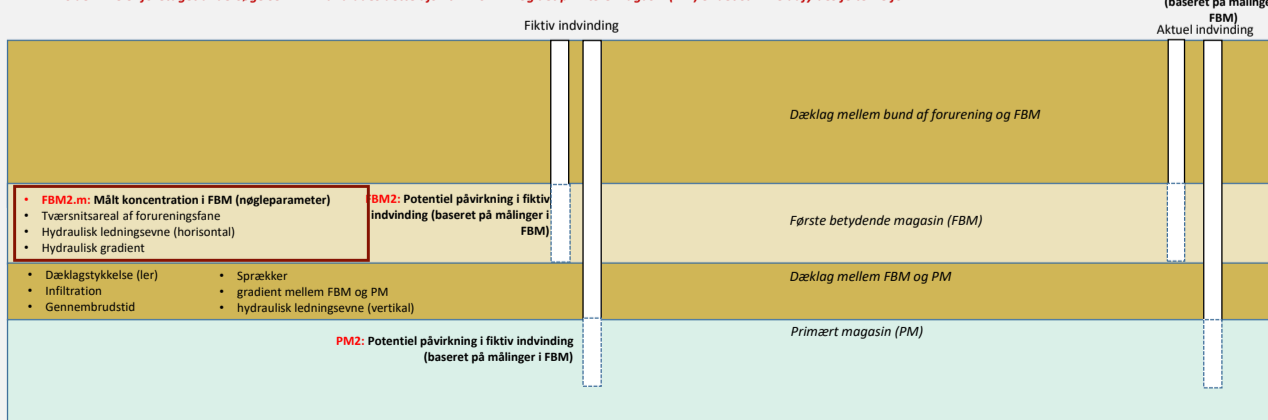 (baseret på målinge
FBM)
Fiktiv indvinding
Aktuel indvinding
Dæklag mellem bund af forurening og FBM
• FBM2.m: Målt koncentration i FBM (nøgleparameter)
• Tværsnitsareal af forureningsfane
• Hydraulisk ledningsevne (horisontal)
• Hydraulisk gradient
FBM2: Potentiel påvirkning i fiktiv
indvinding (baseret på målinger i
FBM)
Første betydende magasin (FBM)
• Dæklagstykkelse (ler)
• Infiltration
• Gennembrudstid
• Sprækker
• gradient mellem FBM og PM
• hydraulisk ledningsevne (vertikal)
Dæklag mellem FBM og PM
Primært magasin (PM)
PM2: Potentiel påvirkning i fiktiv indvinding
(baseret på målinger i FBM)